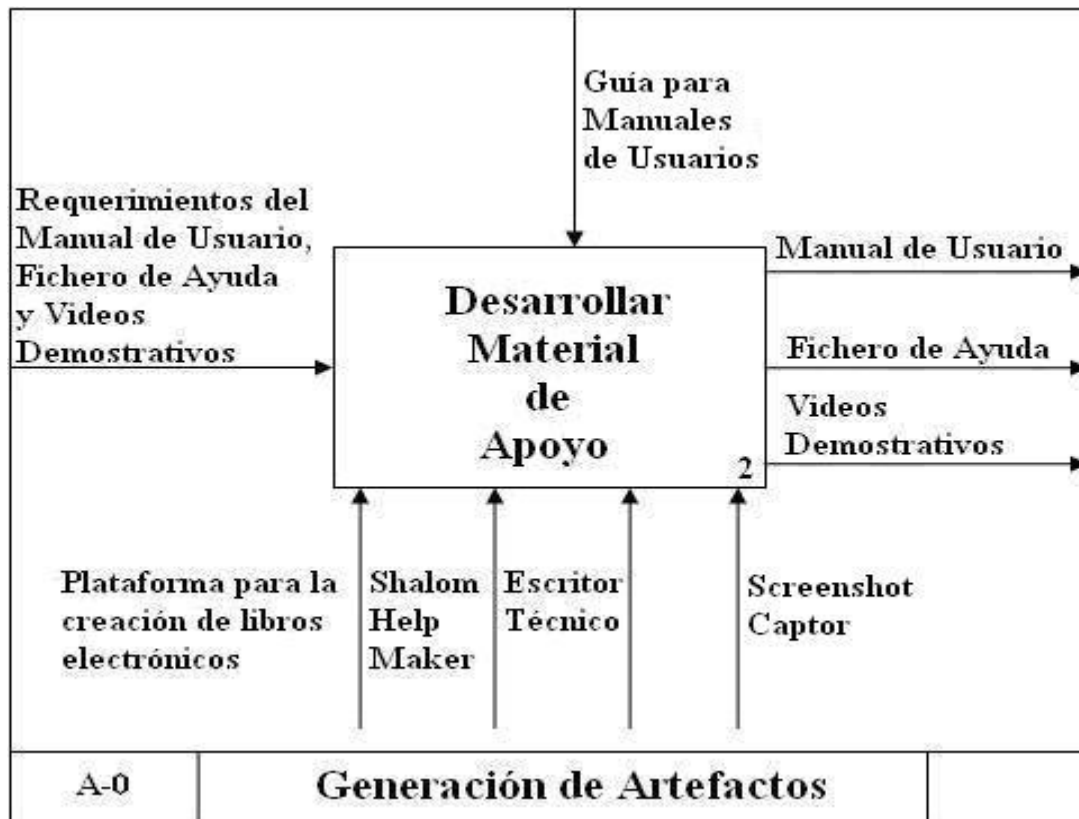 Guía para
Manuales
de Usuarios
Requerimientos del
Manual de Usuario,
Fichero de Ayuda
y Videos
Demostrativos
Desarrollar
Material
de
Apoyo
2
Manual de Usuario
Fichero de Ayuda
Videos
Demostrativos
Plataforma para la
creación de libros
electrónicos
Shalom
Help
Maker
Escritor
Técnico
Screenshot
Captor
A-0
Generación de Artefactos